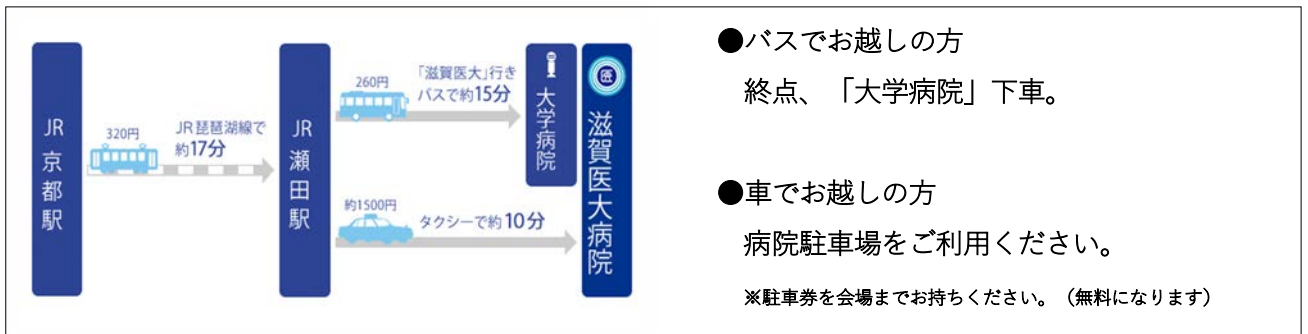 JR京都駅
320円
JR琵琶湖線で
約17分
JR瀬田駅
260円
「滋賀医大」行き
バスで約15分
大学病院
約1500円
タクシーで約10分
滋賀医大病院
●バスでお越しの方
終点、「大学病院」下車。
●車でお越しの方
病院駐車場をご利用ください。
※駐車券を会場までお持ちください。（無料になります）